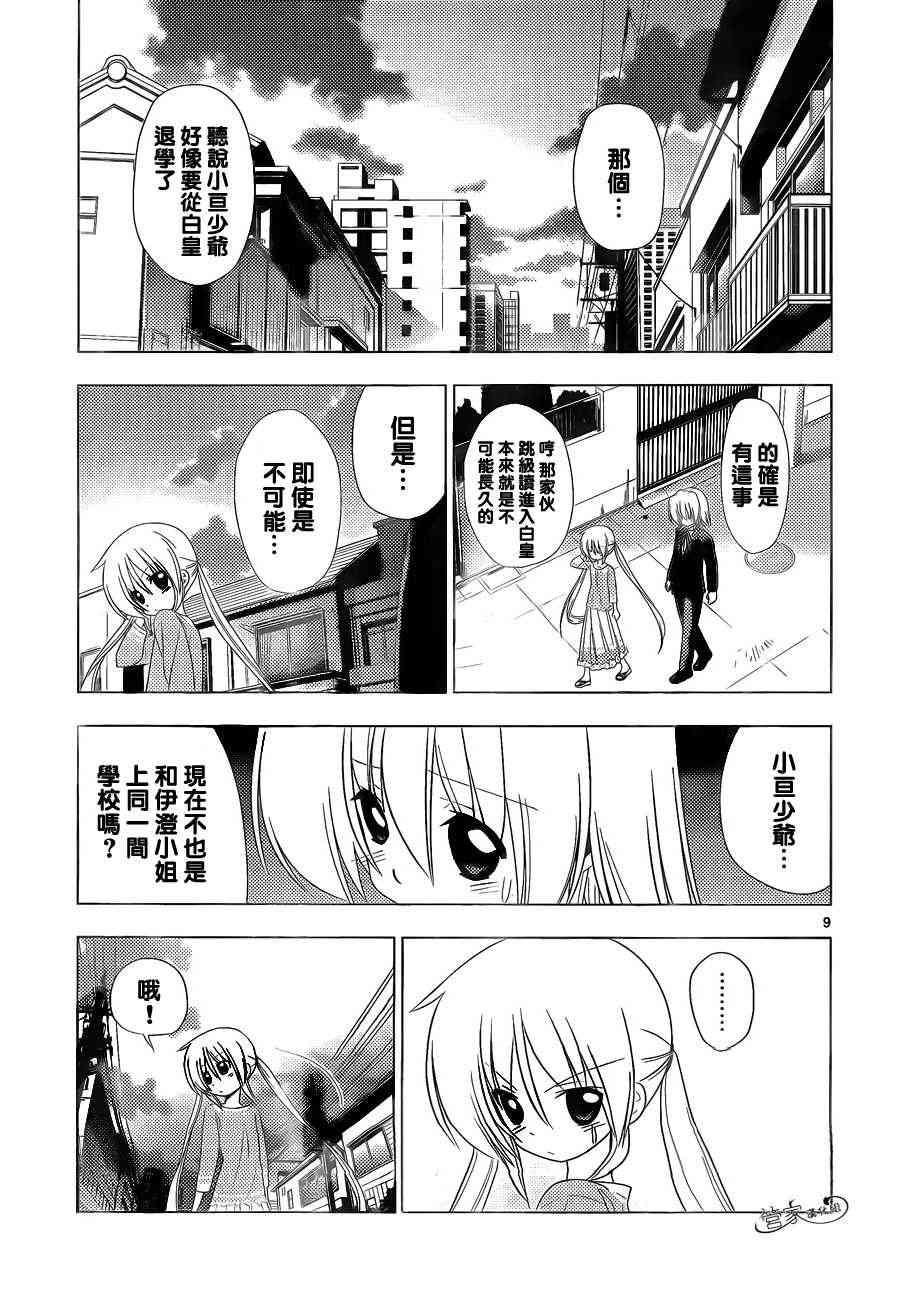 那個…
聽說小亘少爺
好像要從白皇
退學了
的確是
有這事
哼 那家伙
跳級讀進入白皇
本來就是不
可能長久的
但是…
即使是
不可能…
小亘少爺…
現在不也是
和伊澄小姐
上同一間
學校嗎？
9
………
哦！
管家